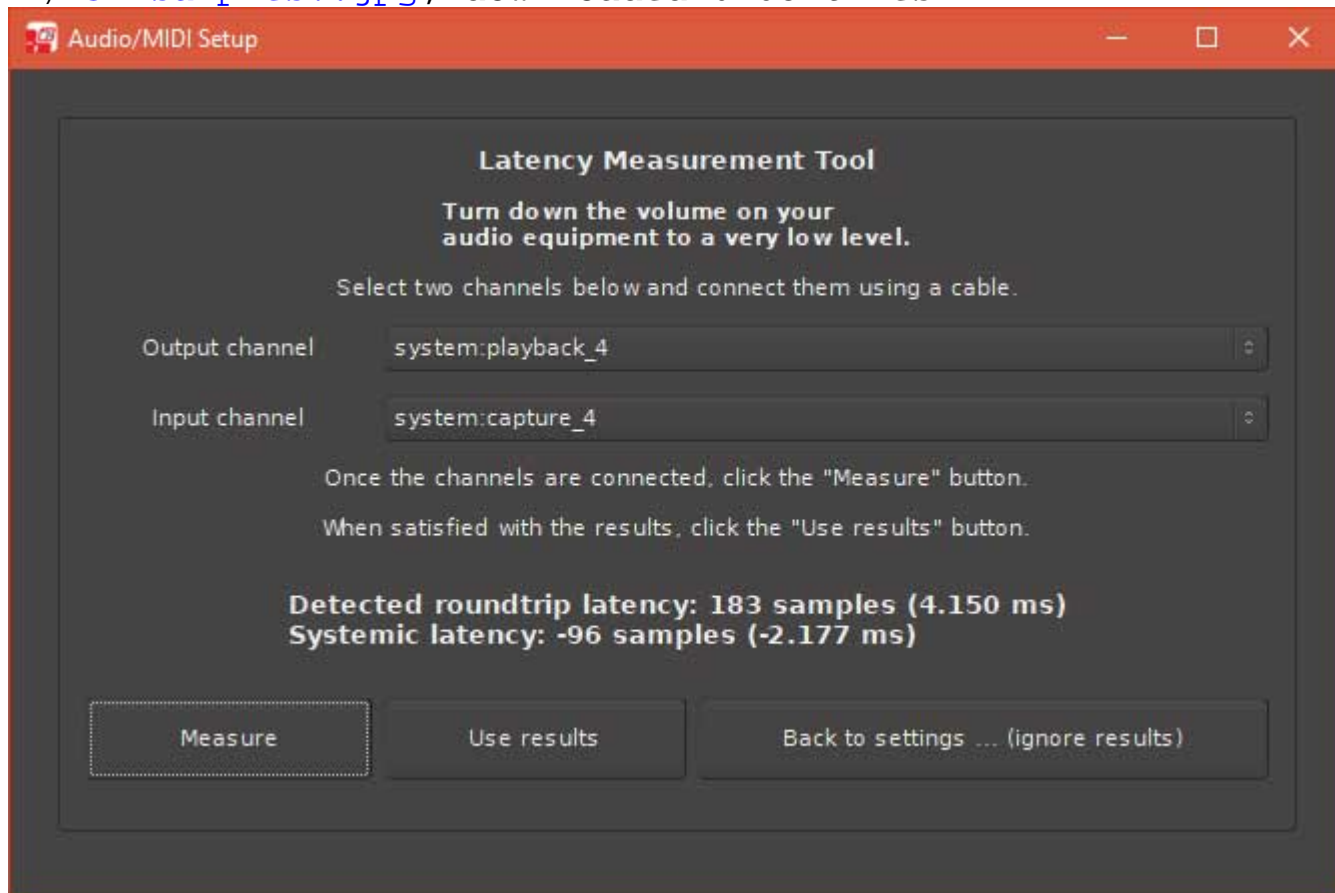 Audio/MIDI Setup
Latency Measurement Tool
Turn down the volume on your
audio equipment to a very low level.
Select two channels below and connect them using a cable.
Output channel system:playback_4
Input channel system:capture_4
Once the channels are connected, click the "Measure" button.
When satisfied with the results, click the "Use results" button.
Detected roundtrip latency: 183 samples (4.150 ms)
Systemic latency: -96 samples (-2.177 ms)
Measure Use results Back to settings ... (ignore results)